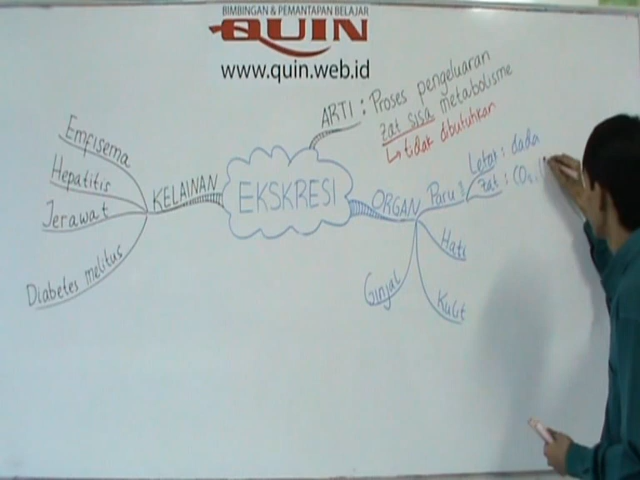 BIMBINGAN & PEMANTAPAN BELAJAR
QUIN
www.quin.web.id
ARTI : Proses pengeluaran
zat sisa metabolisme
↳ tidak dibutuhkan
Empisema
Hepatitis
Jerawat
Diabetes melitus
KELAINAN
EKSKRESI
ORGAN
Paru²
Letak : dada
Zat : CO₂,
Hati
Kulit
Ginjal